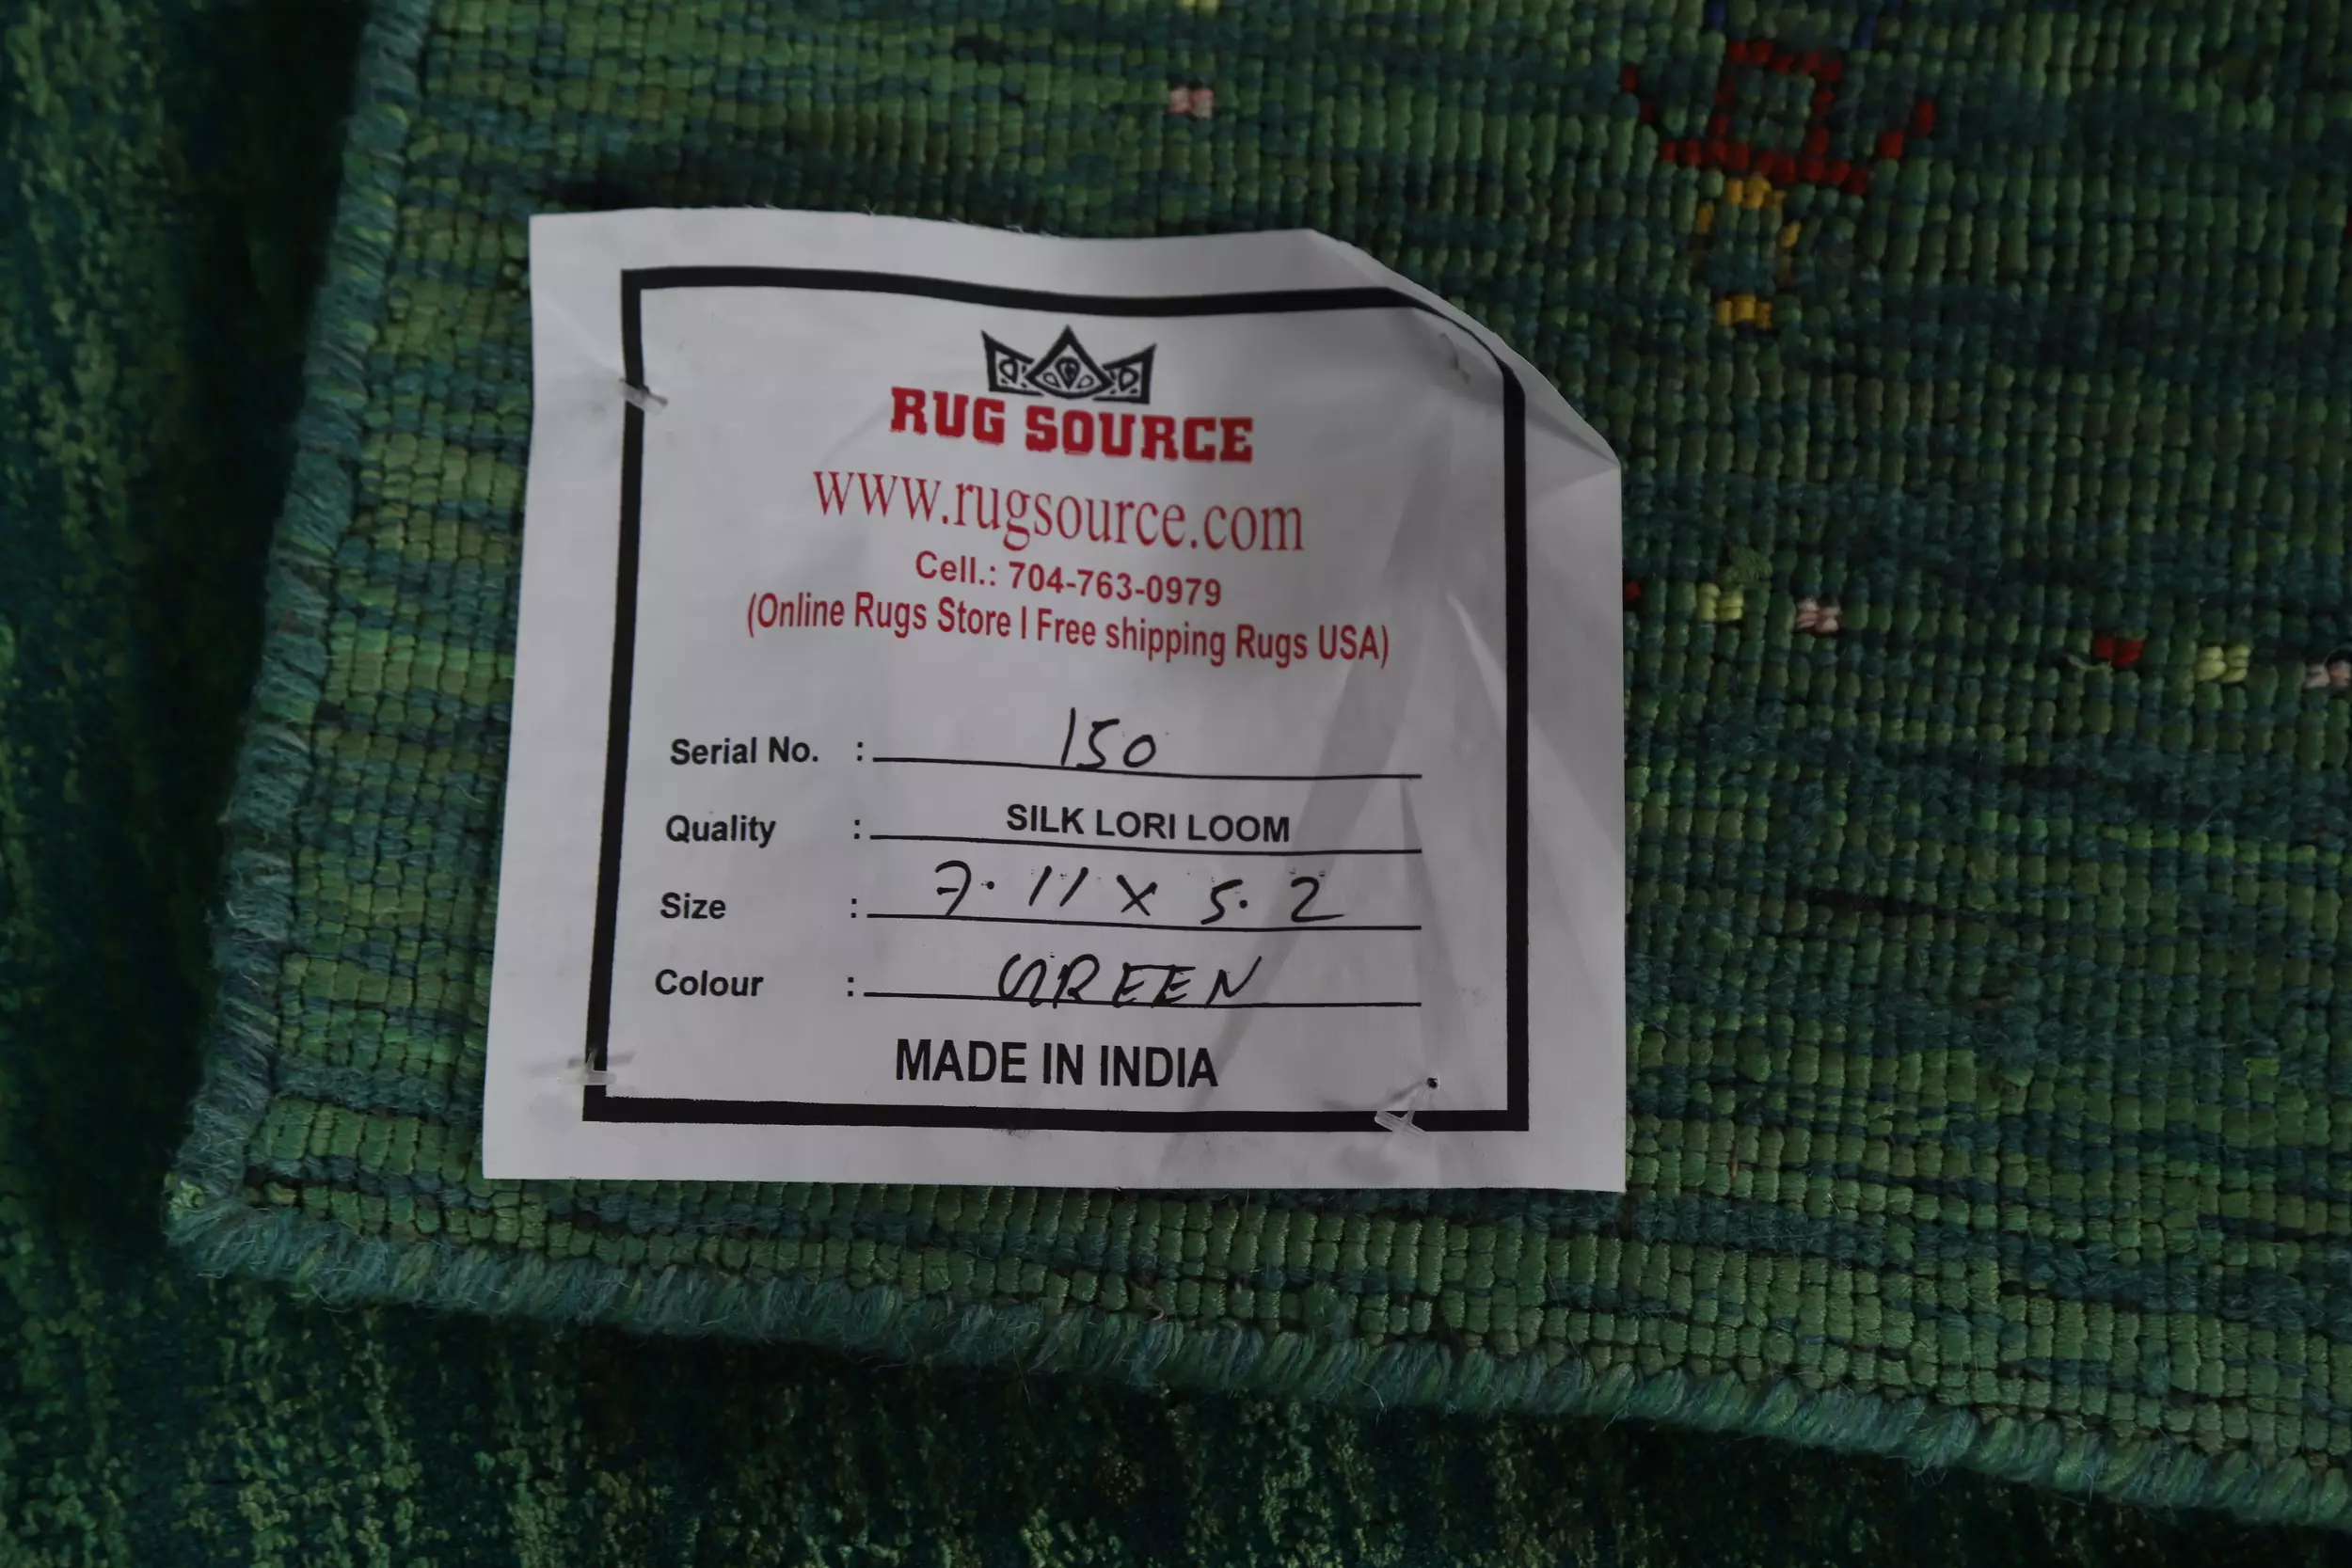 RUG SOURCE
www.rugsource.com
Cell.: 704-763-0979
(Online Rugs Store | Free shipping Rugs USA)
Serial No. : 150
Quality : SILK LORI LOOM
Size : 7.11 X 5.2
Colour : GREEN
MADE IN INDIA